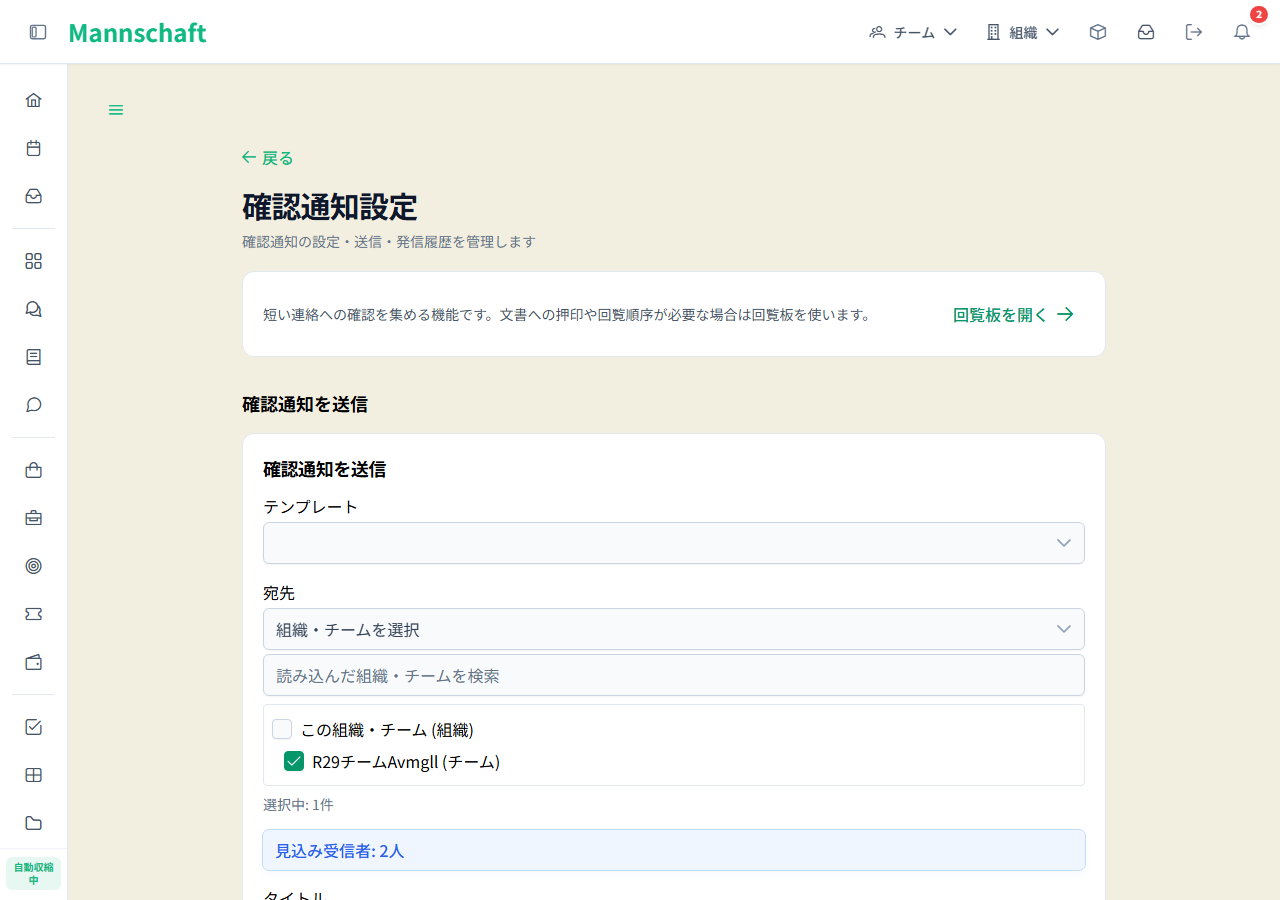 Mannschaft
チーム
組織
2
戻る
確認通知設定
確認通知の設定・送信・発信履歴を管理します
短い連絡への確認を集める機能です。文書への押印や回覧順序が必要な場合は回覧板を使います。
回覧板を開く
確認通知を送信
確認通知を送信
テンプレート
宛先
組織・チームを選択
読み込んだ組織・チームを検索
この組織・チーム (組織)
R29チームAvmgll (チーム)
選択中: 1件
見込み受信者: 2人
タイトル
自動収縮
中